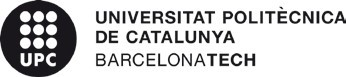 UPC
UNIVERSITAT POLITÈCNICA
DE CATALUNYA
BARCELONATECH